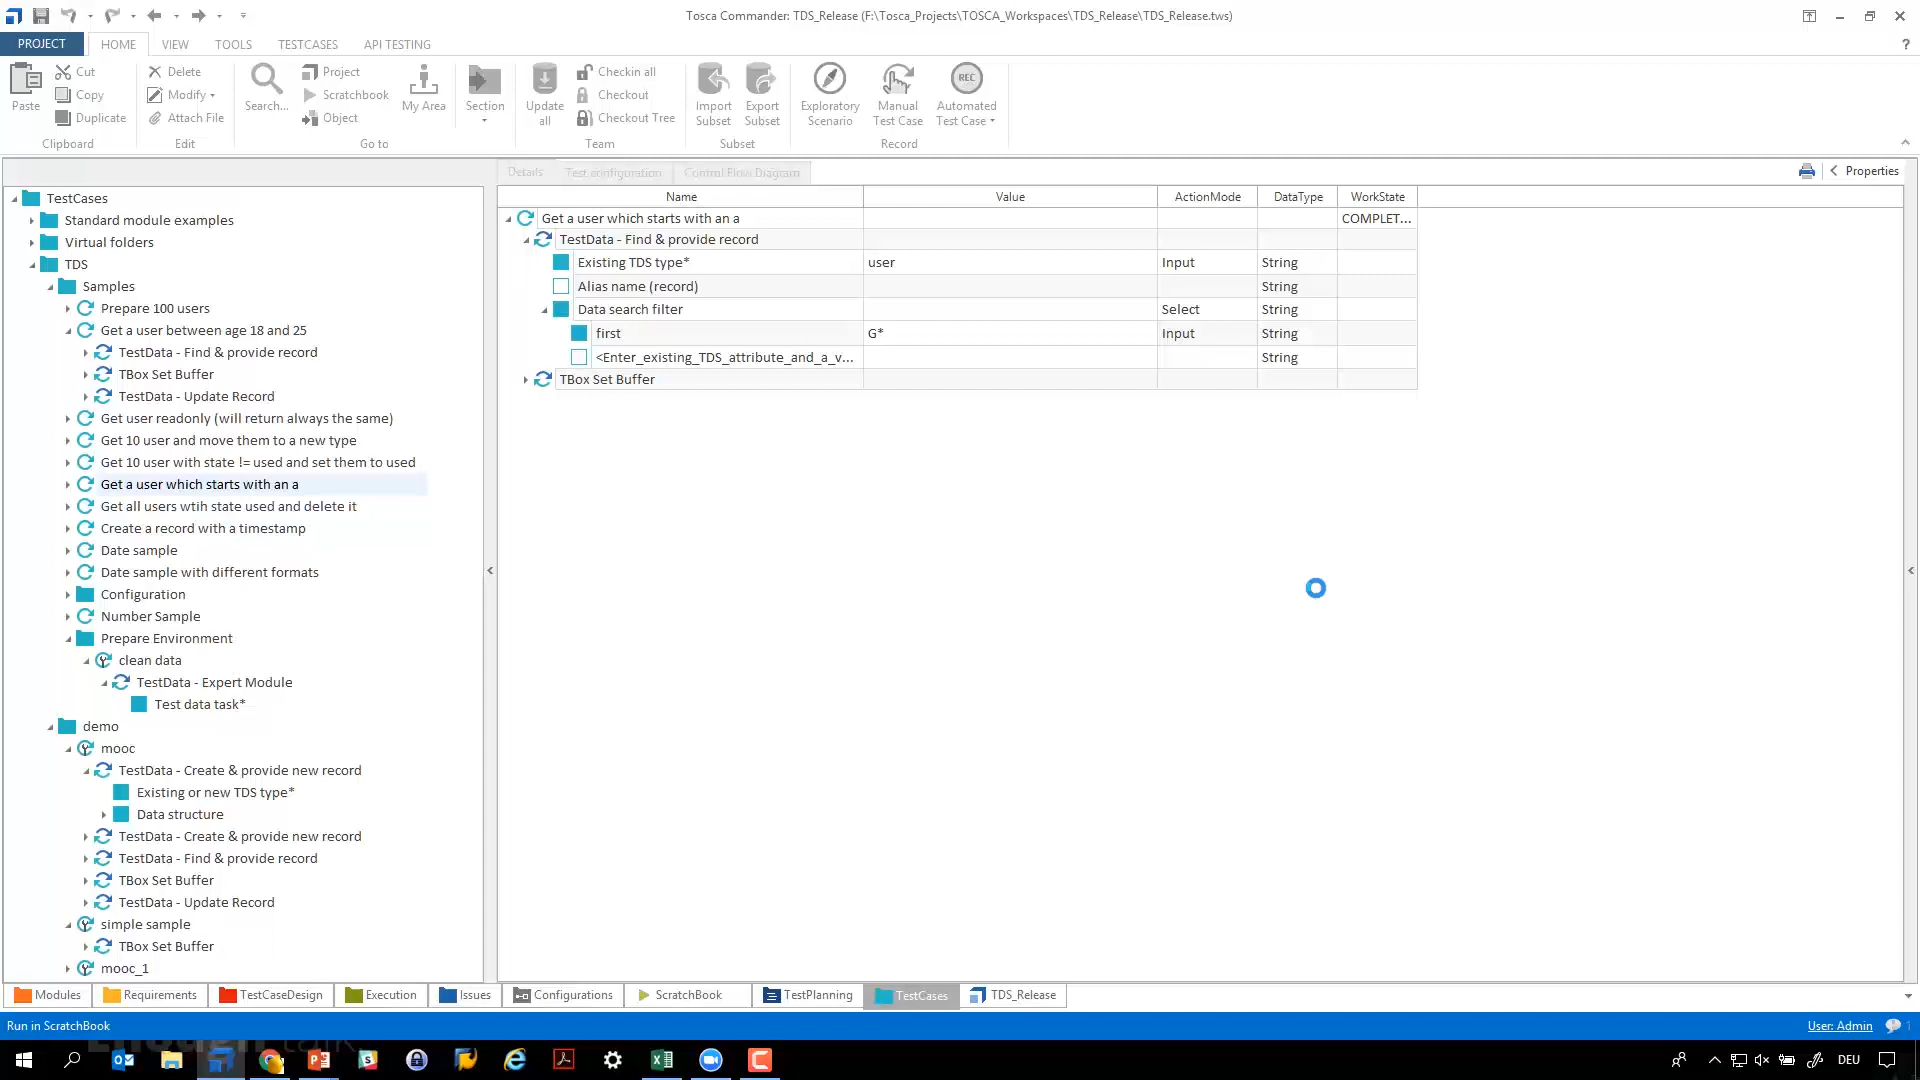 Tosca Commander: TDS_Release (F:\Tosca_Projects\TOSCA_Workspaces\TDS_Release\TDS_Release.tws)
PROJECT HOME VIEW TOOLS TESTCASES API TESTING
?
Paste
Cut
Copy
Duplicate
Clipboard
Delete
Modify
Attach File
Edit
Search...
Project
Scratchbook
Object
My Area
Go to
Section
Update all
Checkin all
Checkout
Checkout Tree
Team
Import Subset
Export Subset
Subset
Exploratory Scenario
Manual Test Case
REC
Automated Test Case
Record
Details Test configuration Control Flow Diagram
Properties
TestCases
Standard module examples
Virtual folders
TDS
Samples
Prepare 100 users
Get a user between age 18 and 25
TestData - Find & provide record
TBox Set Buffer
TestData - Update Record
Get user readonly (will return always the same)
Get 10 user and move them to a new type
Get 10 user with state != used and set them to used
Get a user which starts with an a
Get all users wtih state used and delete it
Create a record with a timestamp
Date sample
Date sample with different formats
Configuration
Number Sample
Prepare Environment
clean data
TestData - Expert Module
Test data task*
demo
mooc
TestData - Create & provide new record
Existing or new TDS type*
Data structure
TestData - Create & provide new record
TestData - Find & provide record
TBox Set Buffer
TestData - Update Record
simple sample
TBox Set Buffer
mooc_1
Name Value ActionMode DataType WorkState
Get a user which starts with an a COMPLET...
TestData - Find & provide record
Existing TDS type* user Input String
Alias name (record) String
Data search filter Select String
first G* Input String
<Enter_existing_TDS_attribute_and_a_v... String
TBox Set Buffer
Modules Requirements TestCaseDesign Execution Issues Configurations ScratchBook TestPlanning TestCases TDS_Release
Run in ScratchBook
User: Admin
1
DEU